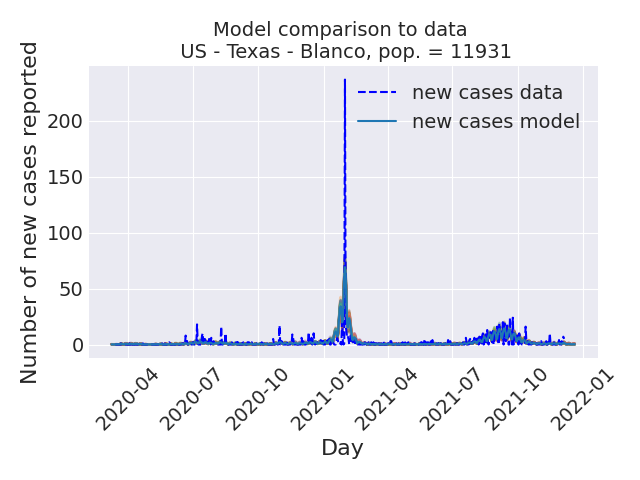 Model comparison to data
US - Texas - Blanco, pop. = 11931
new cases data
new cases model
Number of new cases reported
200
150
100
50
0
2020-04
2020-07
2020-10
2021-01
2021-04
2021-07
2021-10
2022-01
Day